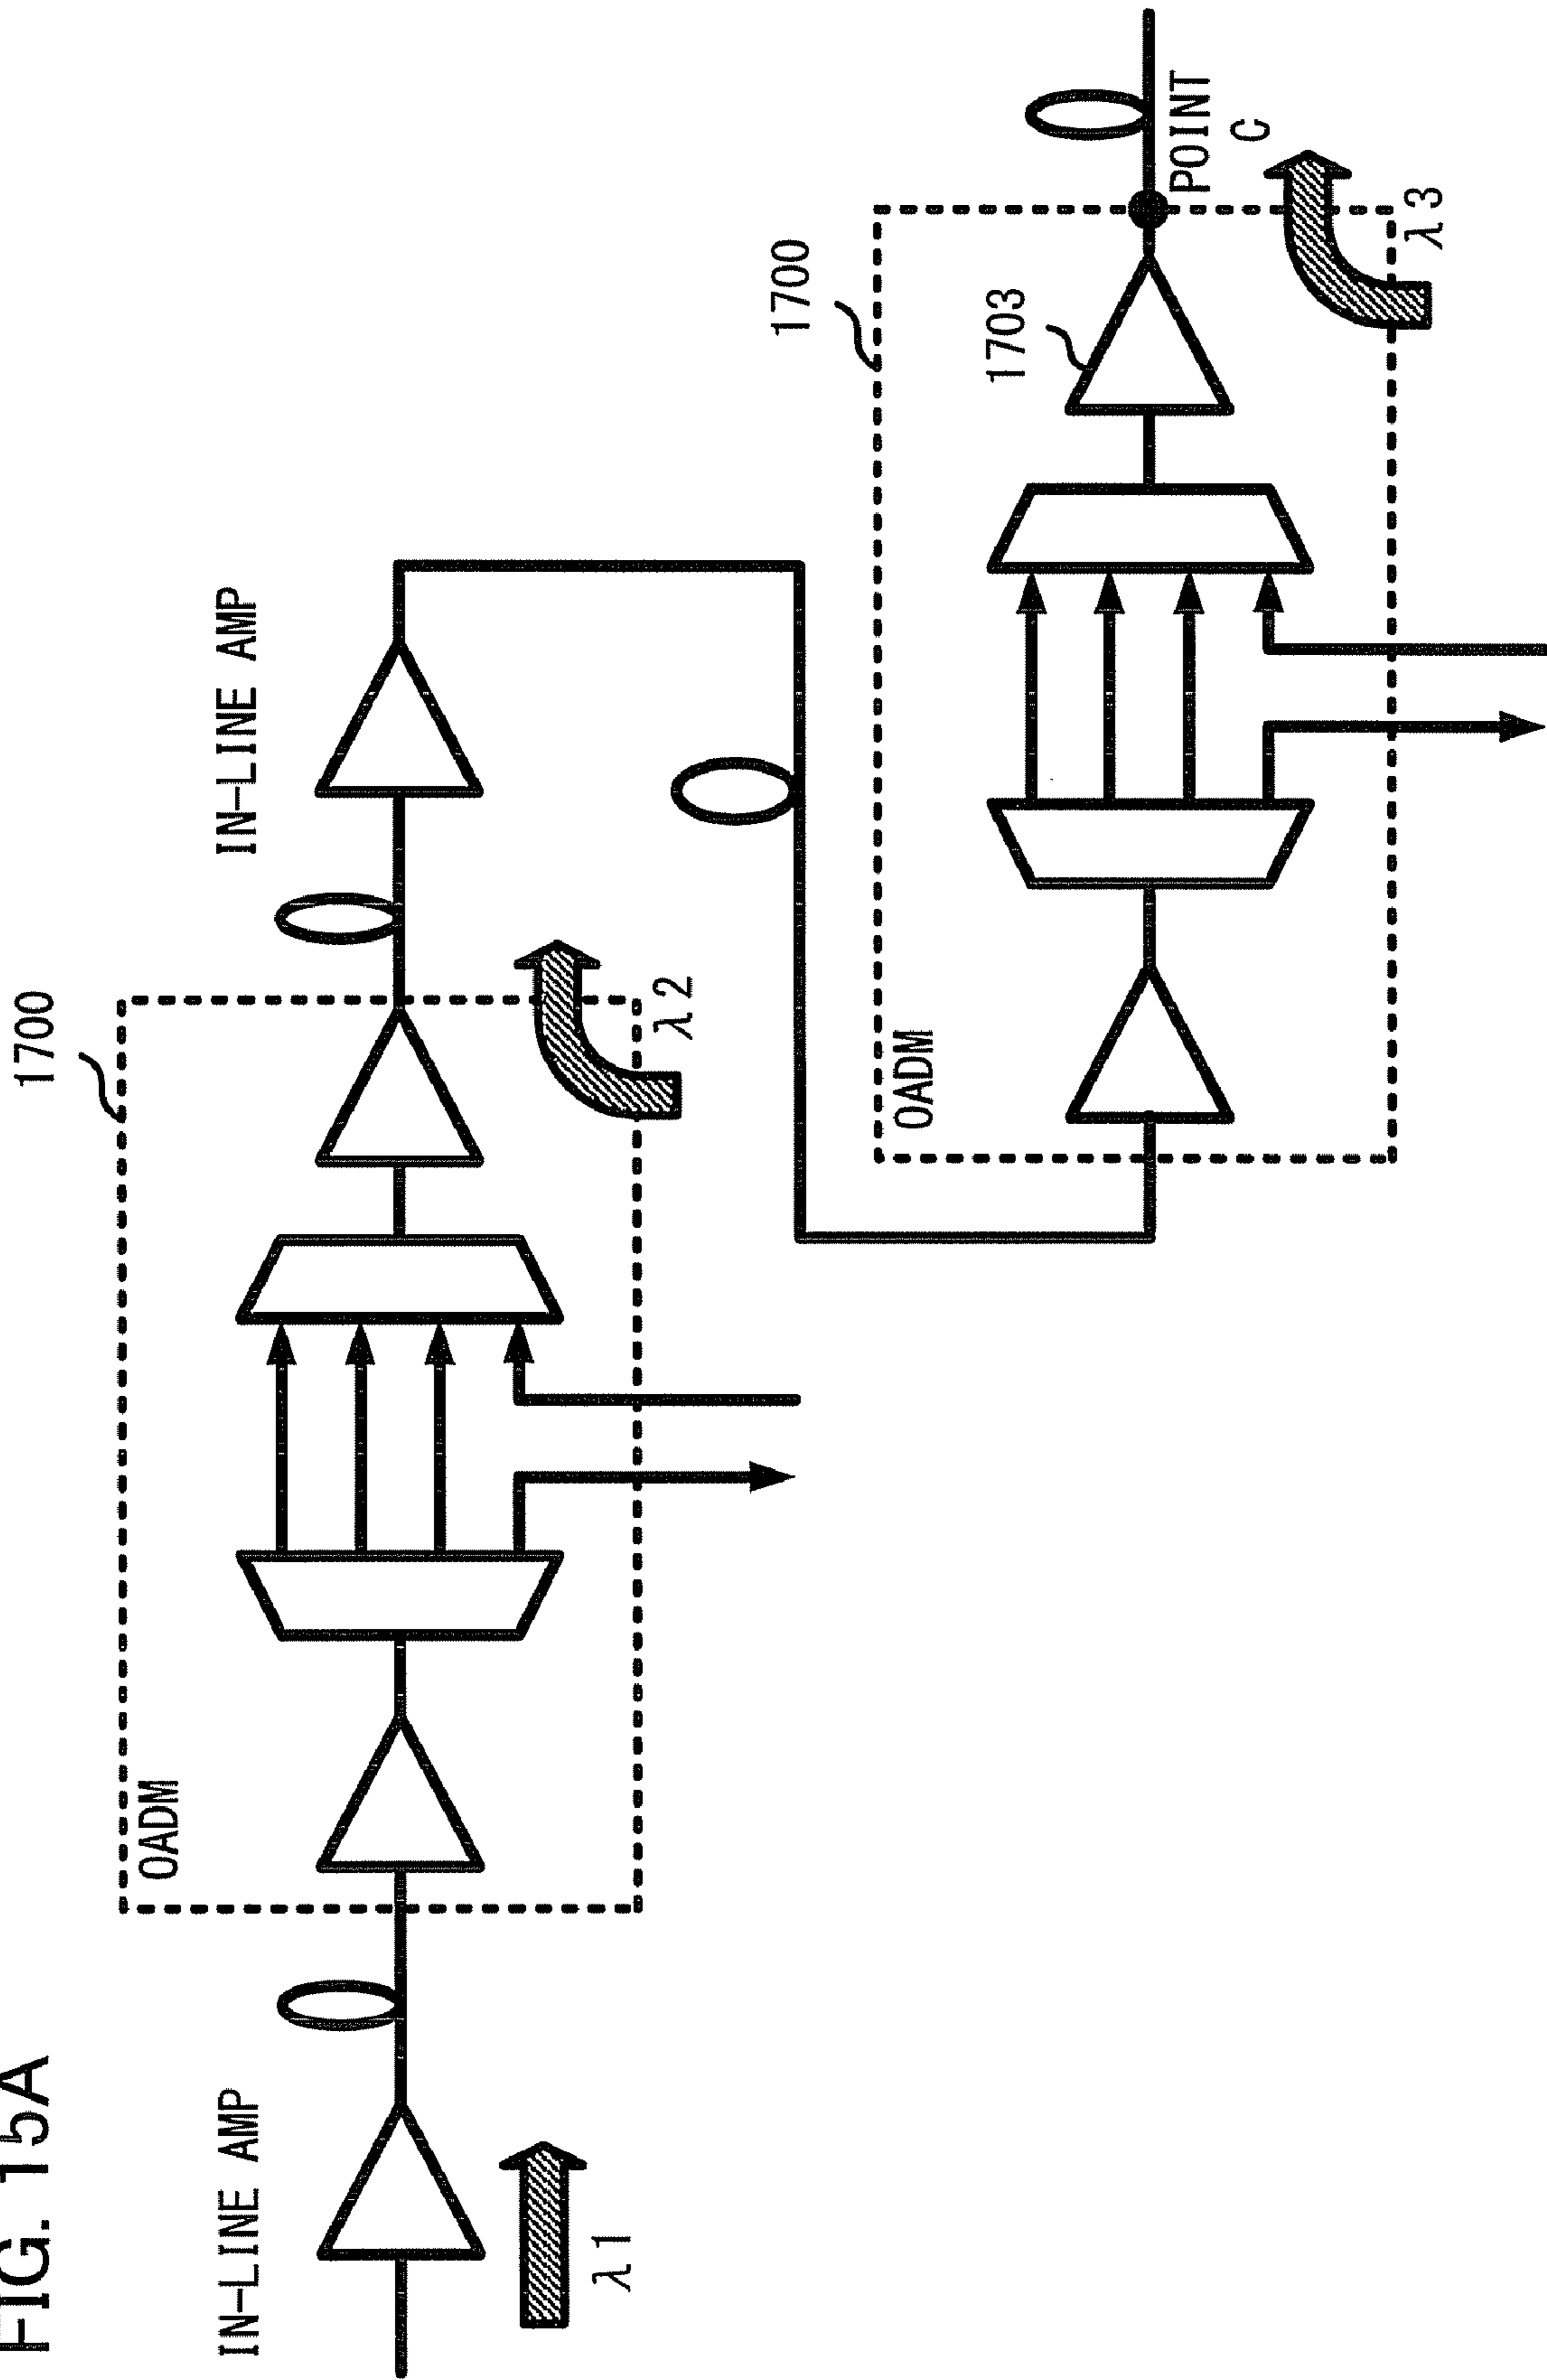 FIG. 15A
1700
IN-LINE AMP
OADM
IN-LINE AMP
λ1
λ2
1700
OADM
1703
POINT
C
λ3